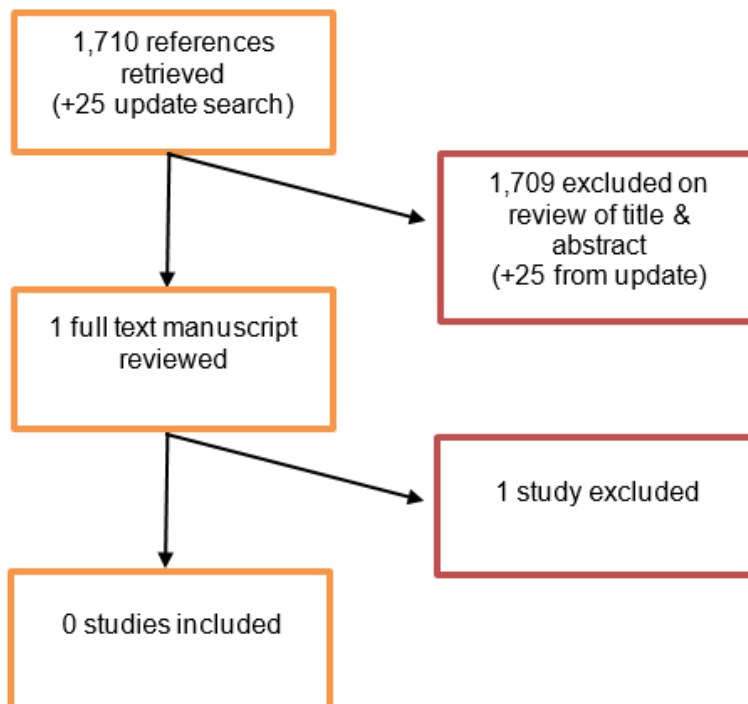 1,710 references
retrieved
(+25 update search)
1,709 excluded on
review of title &
abstract
(+25 from update)
1 full text manuscript
reviewed
1 study excluded
0 studies included